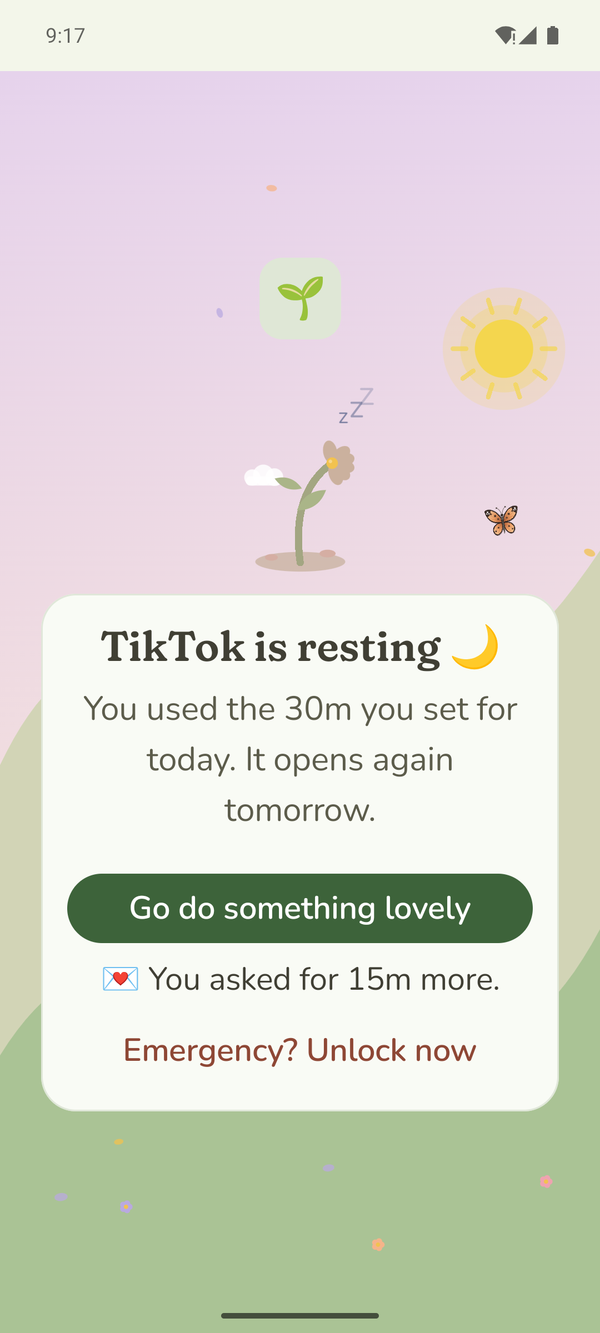 9:17
z
Z
Z
TikTok is resting 🌙
You used the 30m you set for
today. It opens again
tomorrow.
Go do something lovely
💌 You asked for 15m more.
Emergency? Unlock now